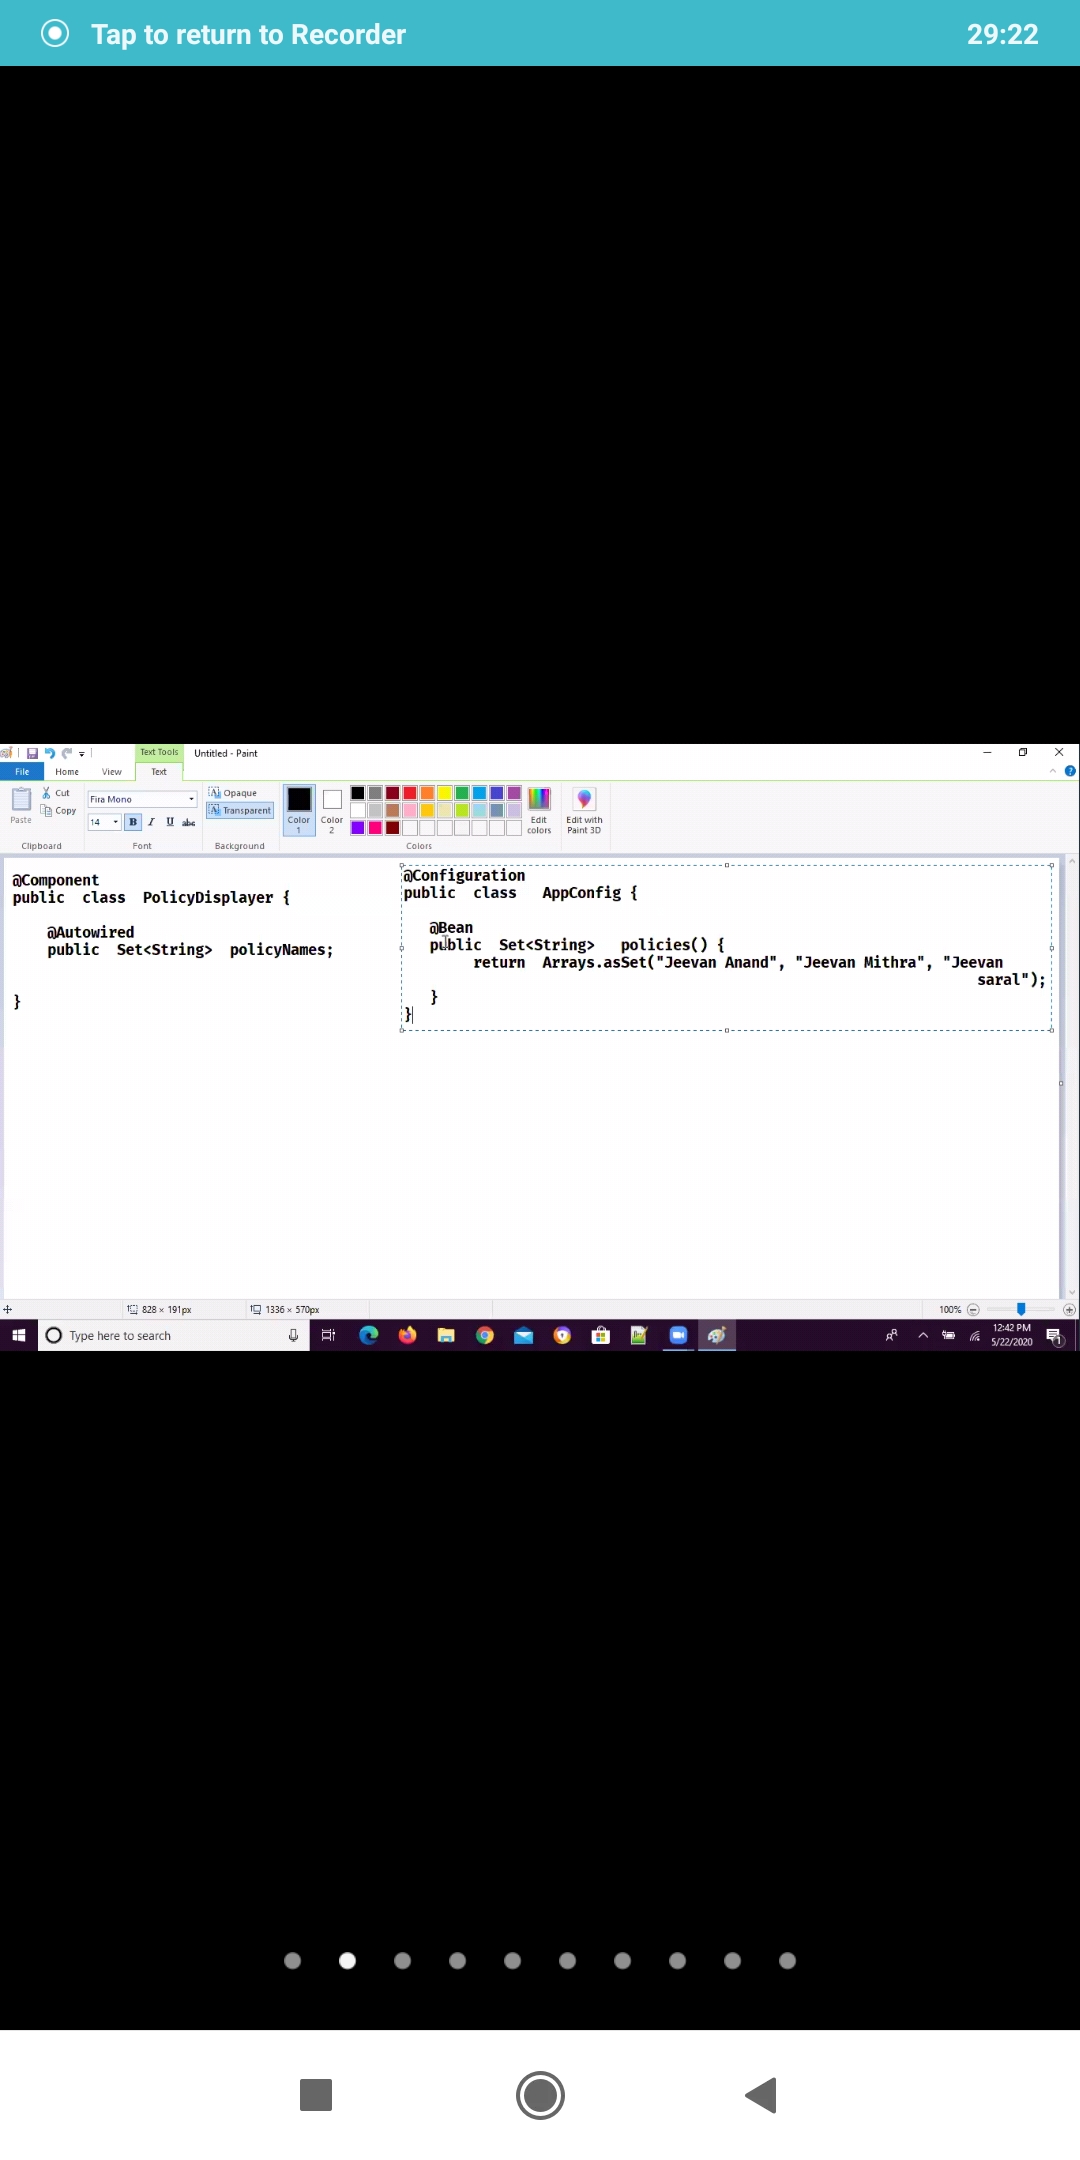 Tap to return to Recorder 29:22
Text Tools Untitled - Paint
File Home View Text
Paste Cut Copy
Fira Mono
14 B I U abc
Opaque
Transparent
Color 1 Color 2
Edit colors
Edit with Paint 3D
Clipboard Font Background Colors
@Component
public class PolicyDisplayer {
@Autowired
public Set<String> policyNames;
}
@Configuration
public class AppConfig {
@Bean
public Set<String> policies() {
return Arrays.asSet("Jeevan Anand", "Jeevan Mithra", "Jeevan
saral");
}
}
828 × 191px 1336 × 570px 100%
Type here to search
12:42 PM
5/22/2020
1